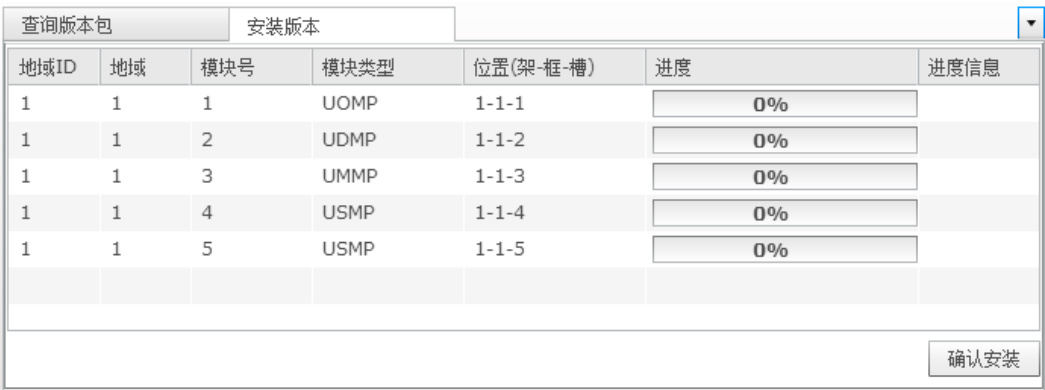 查询版本包 安装版本
地域ID 地域 模块号 模块类型 位置(架-框-槽) 进度 进度信息
1 1 1 UOMP 1-1-1 0%
1 1 2 UDMP 1-1-2 0%
1 1 3 UMMP 1-1-3 0%
1 1 4 USMP 1-1-4 0%
1 1 5 USMP 1-1-5 0%
确认安装